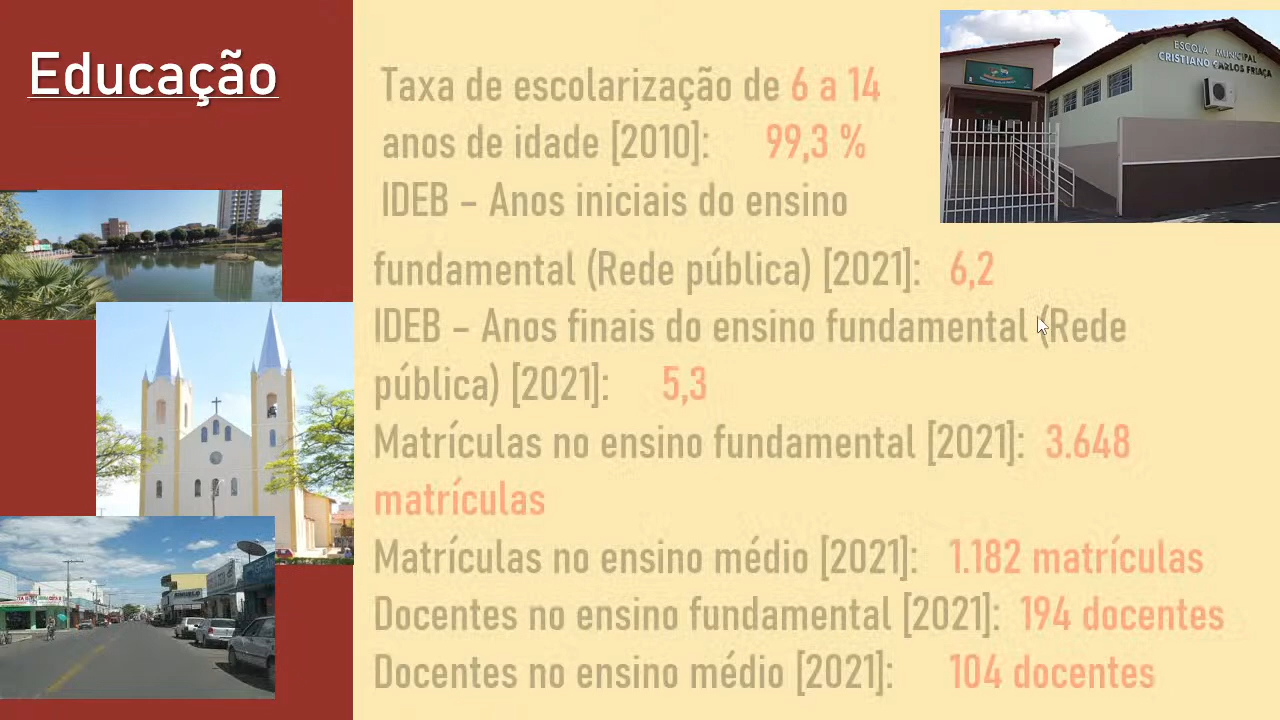 Educação
Taxa de escolarização de 6 a 14
anos de idade [2010]: 99,3 %
IDEB – Anos iniciais do ensino
fundamental (Rede pública) [2021]: 6,2
IDEB – Anos finais do ensino fundamental (Rede
pública) [2021]: 5,3
Matrículas no ensino fundamental [2021]: 3.648
matrículas
Matrículas no ensino médio [2021]: 1.182 matrículas
Docentes no ensino fundamental [2021]: 194 docentes
Docentes no ensino médio [2021]: 104 docentes
ESCOLA MUNICIPAL
CRISTIANO CARLOS FRIAÇA